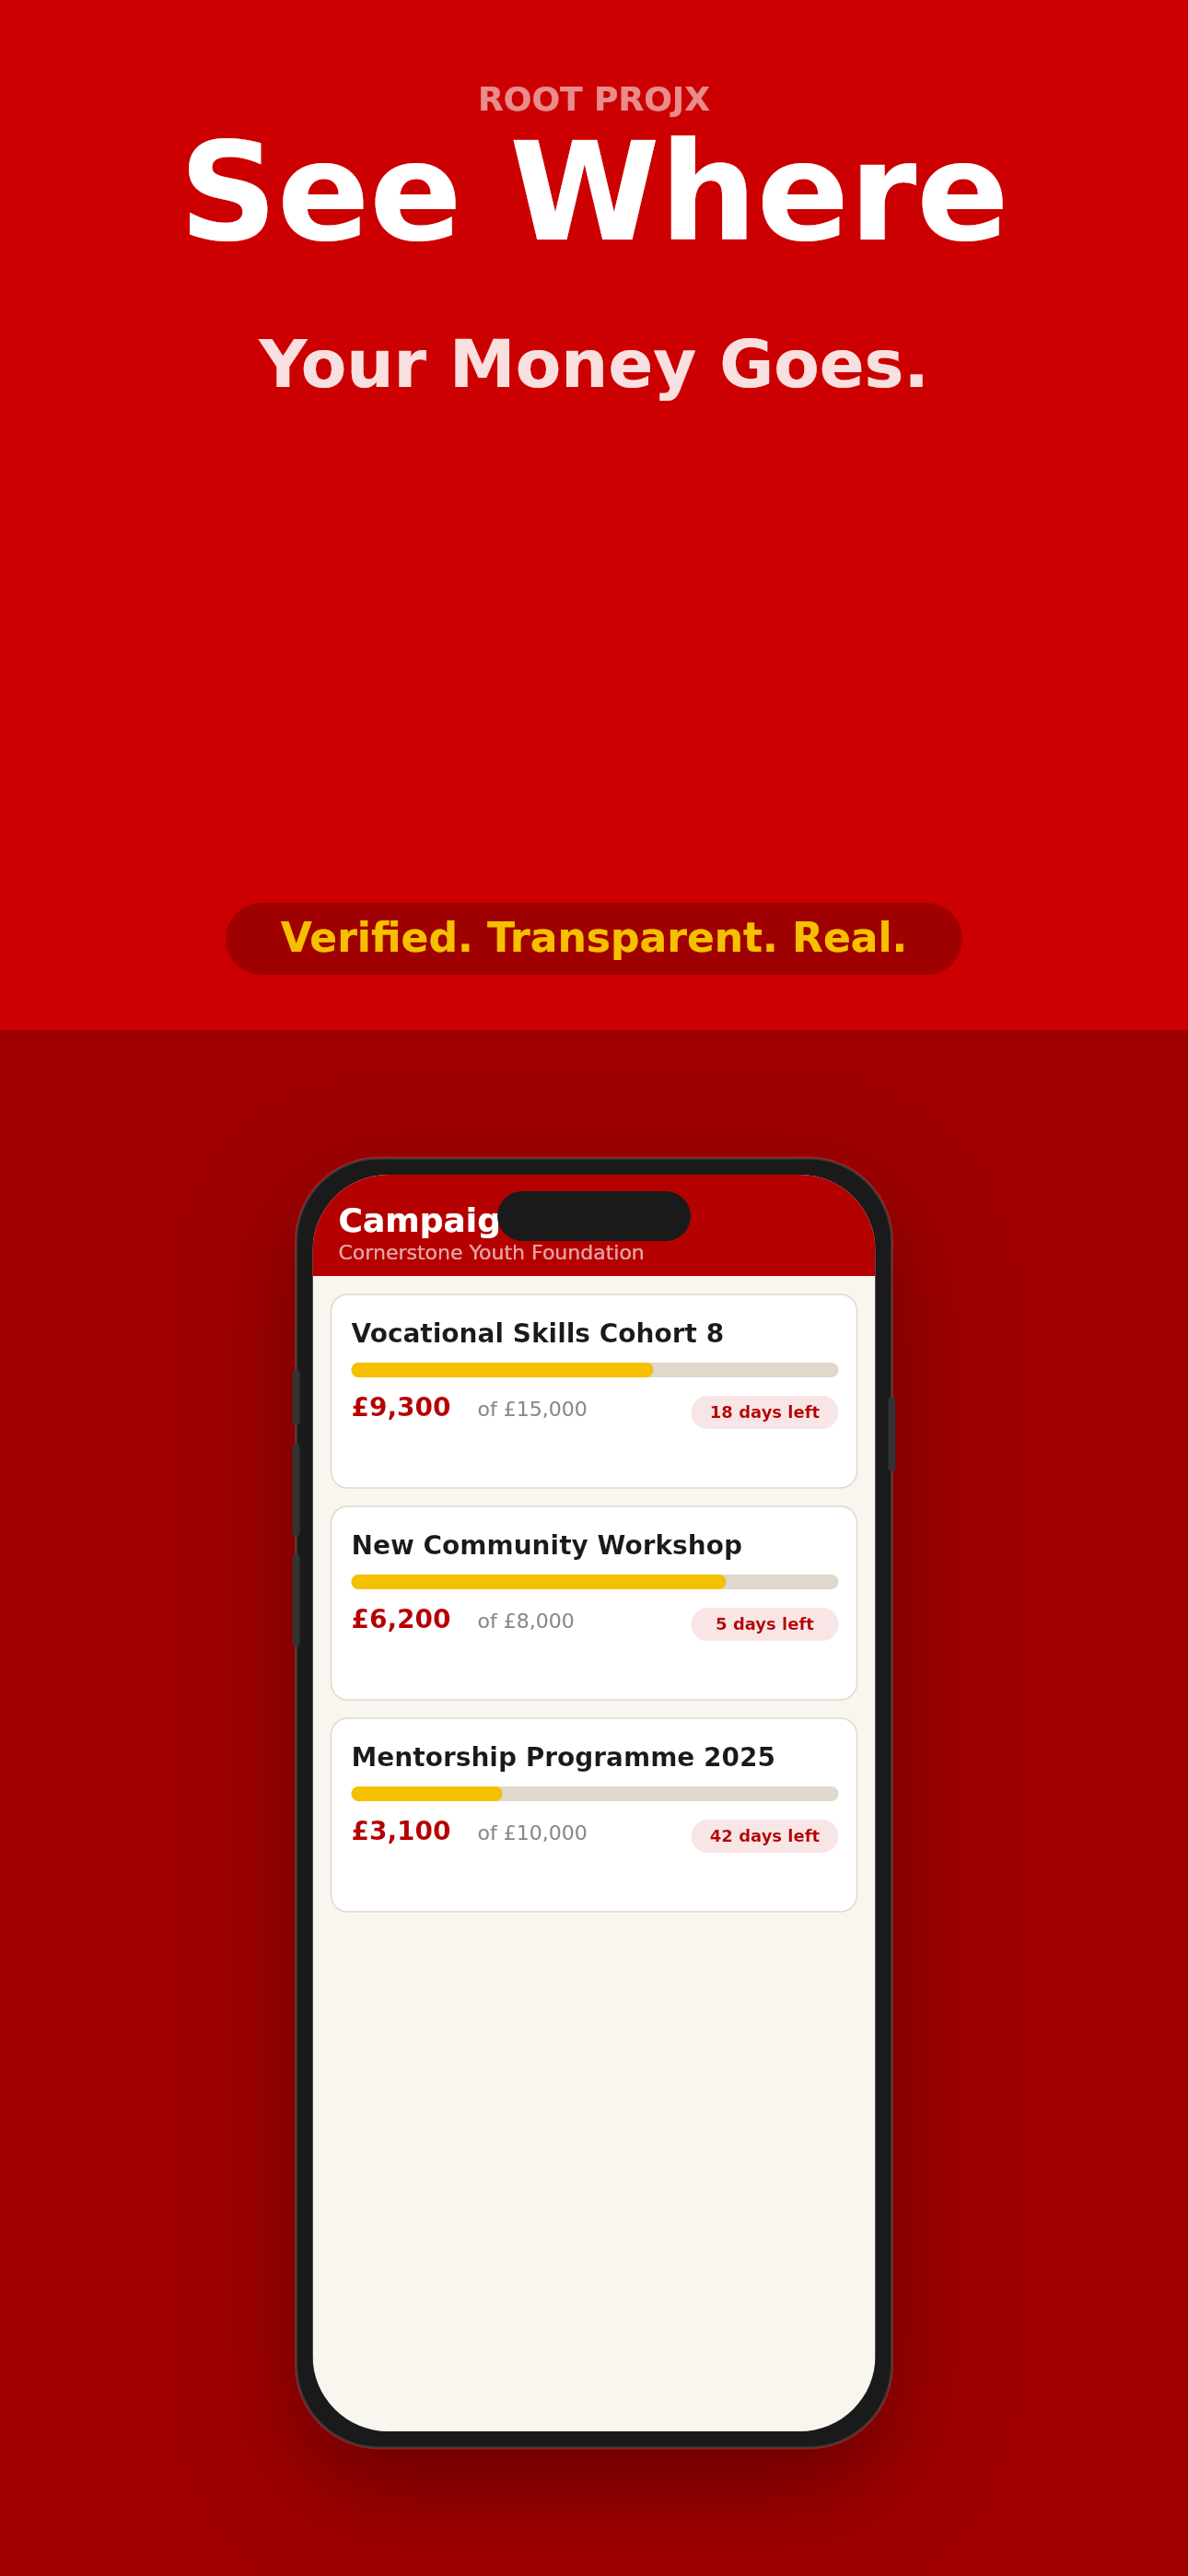 ROOT PROJX
See Where
Your Money Goes.
Verified. Transparent. Real.
Campaig
Cornerstone Youth Foundation
Vocational Skills Cohort 8
£9,300 of £15,000 18 days left
New Community Workshop
£6,200 of £8,000 5 days left
Mentorship Programme 2025
£3,100 of £10,000 42 days left